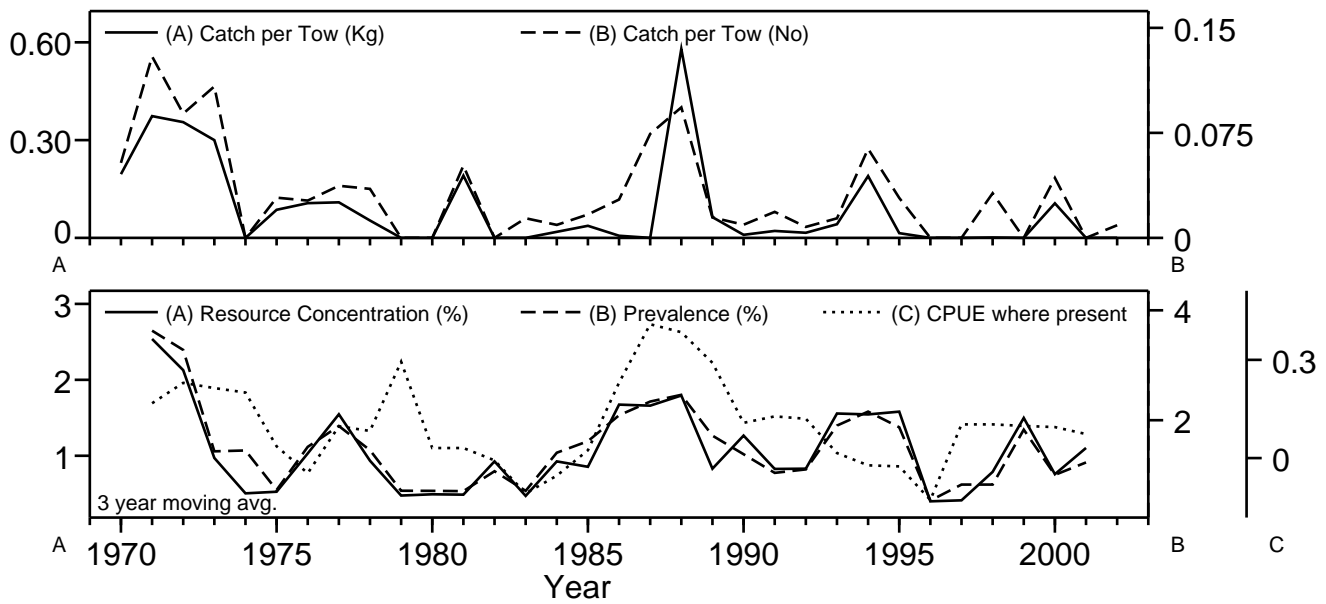 (A) Catch per Tow (Kg) (B) Catch per Tow (No)
0.60 0.15
0.30 0.075
0 0
A B
(A) Resource Concentration (%) (B) Prevalence (%) (C) CPUE where present
3 4
2 0.3
1 2 0
3 year moving avg.
A B C
1970 1975 1980 1985 1990 1995 2000
Year